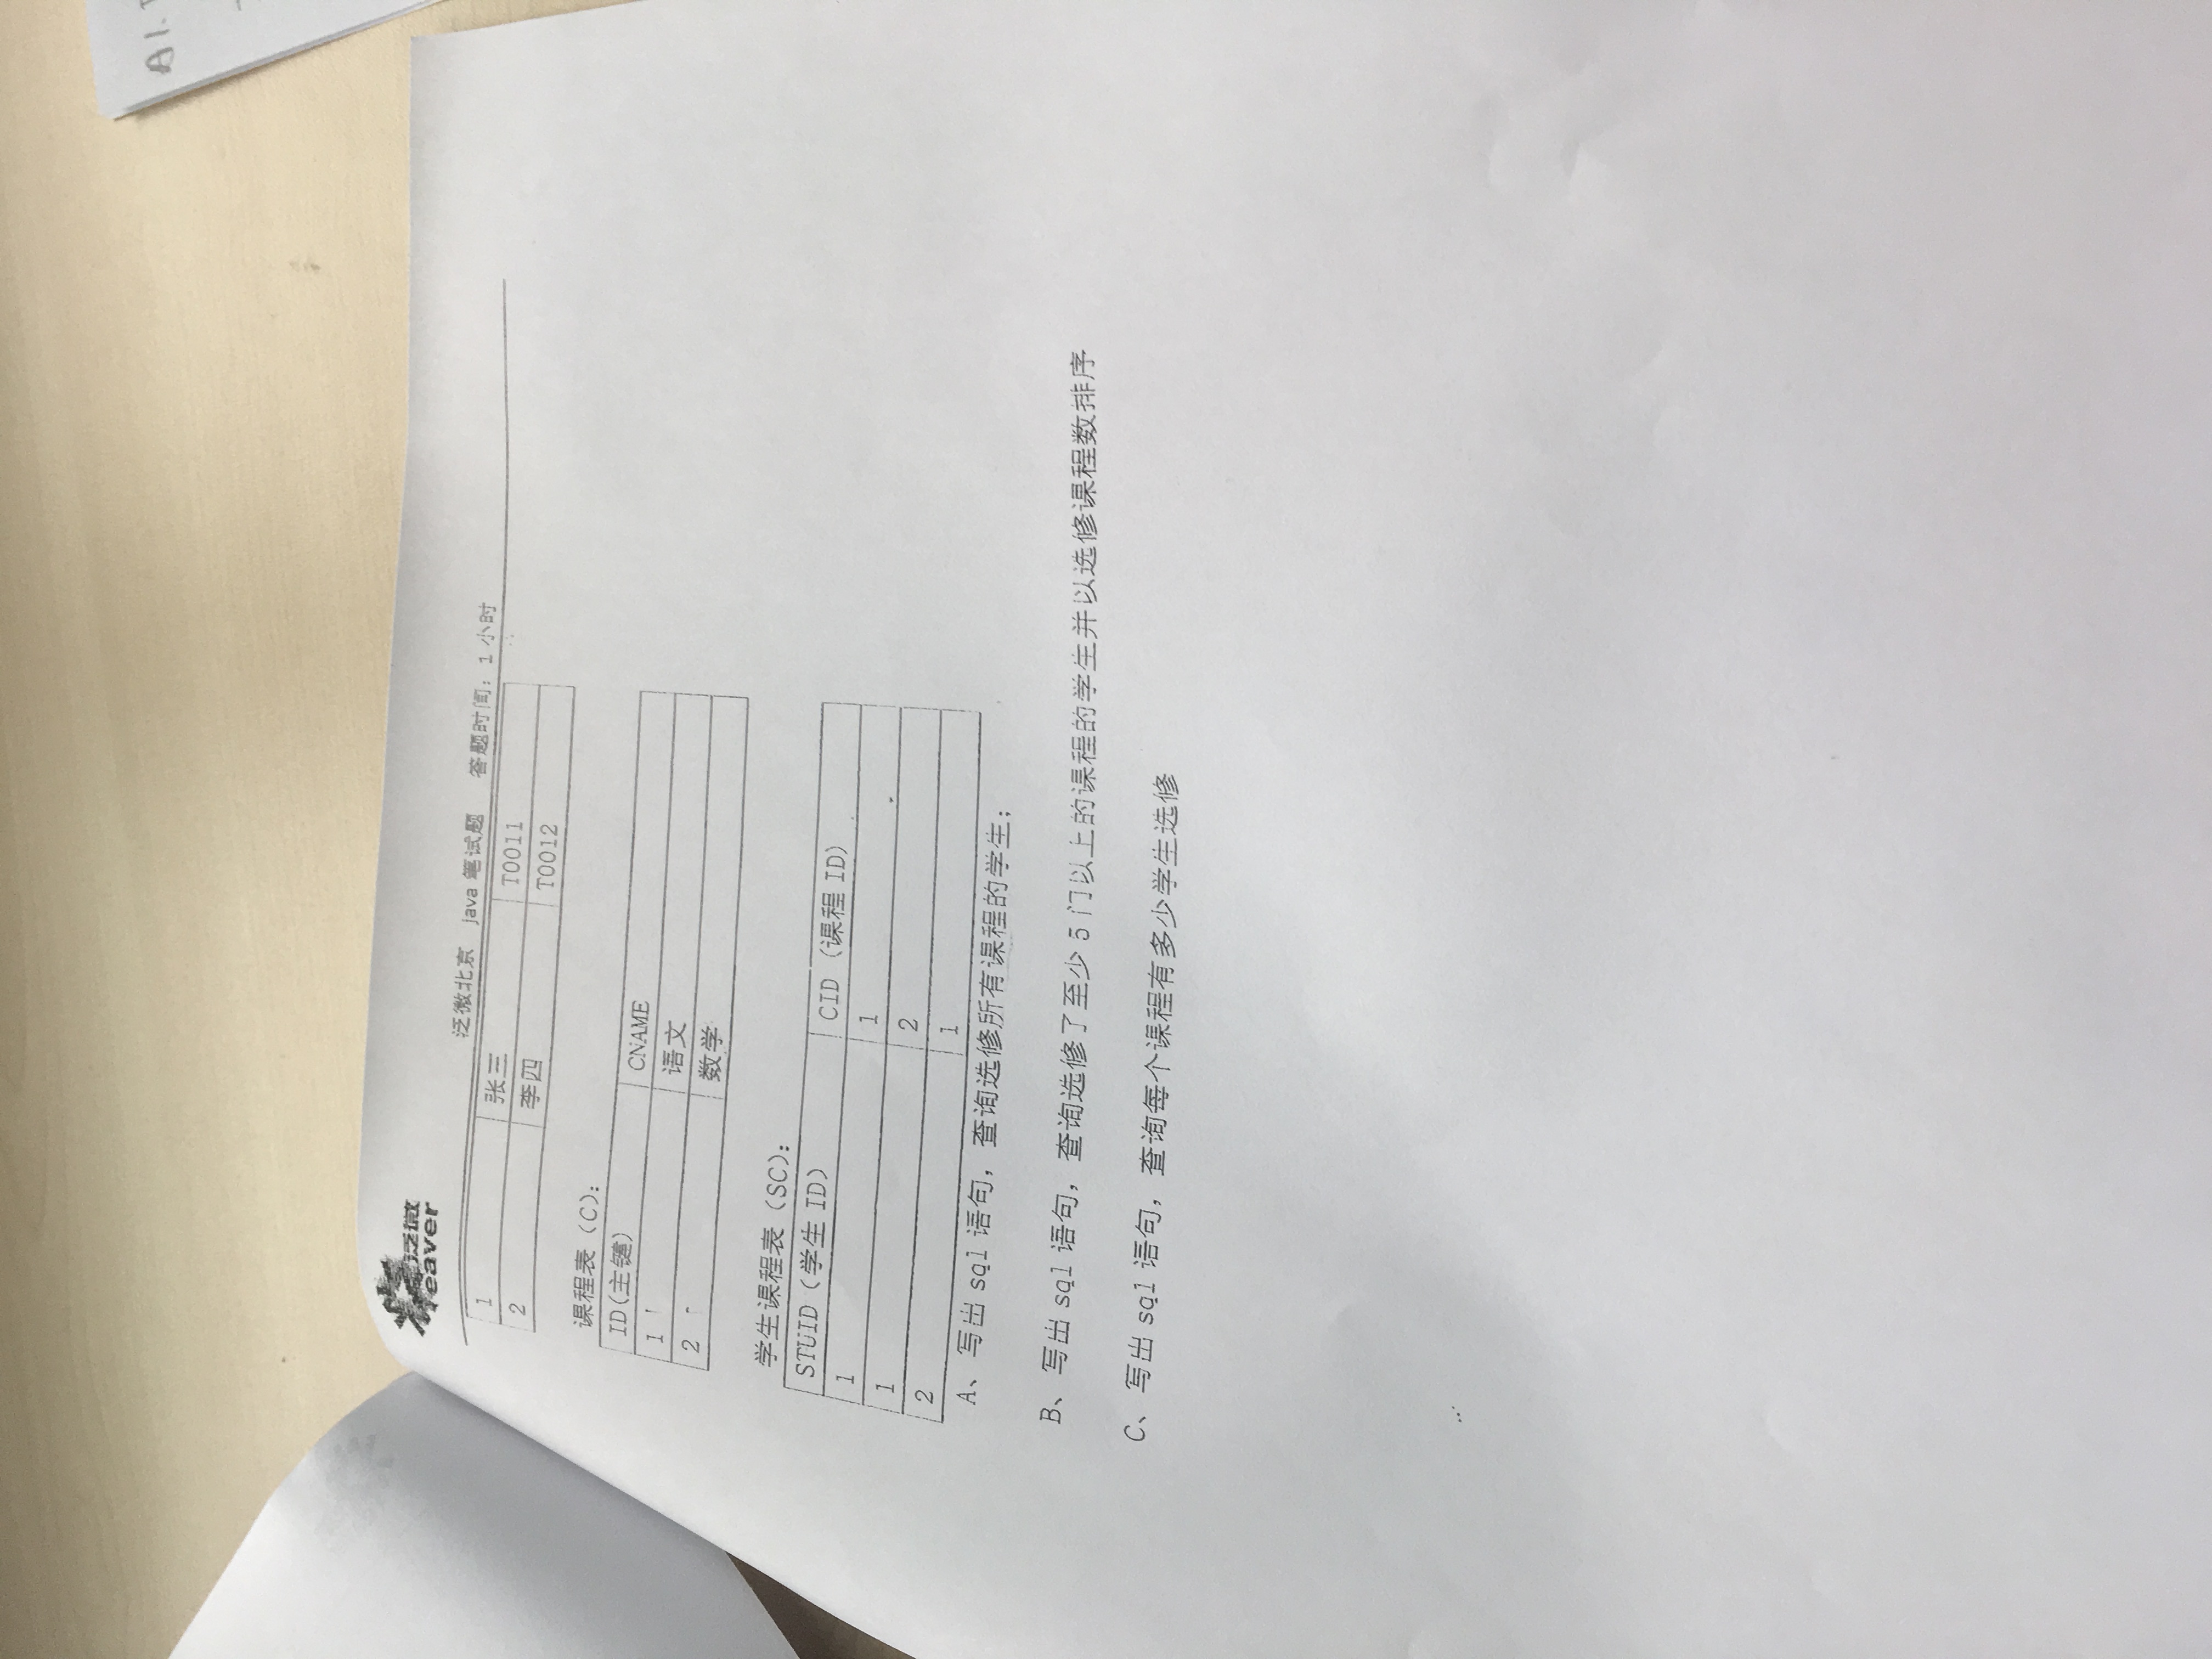 泛微
eaver
泛微北京 java 笔试题 答题时间：1 小时
1 张三 T0011
2 李四 T0012
课程表（C）：
ID(主键) CNAME
1 语文
2 数学
学生课程表（SC）：
STUID（学生 ID） CID（课程 ID）
1 1
1 2
2 1
A、写出 sql 语句，查询选修所有课程的学生；
B、写出 sql 语句，查询选修了至少 5 门以上的课程的学生并以选修课程数排序
C、写出 sql 语句，查询每个课程有多少学生选修
A1.